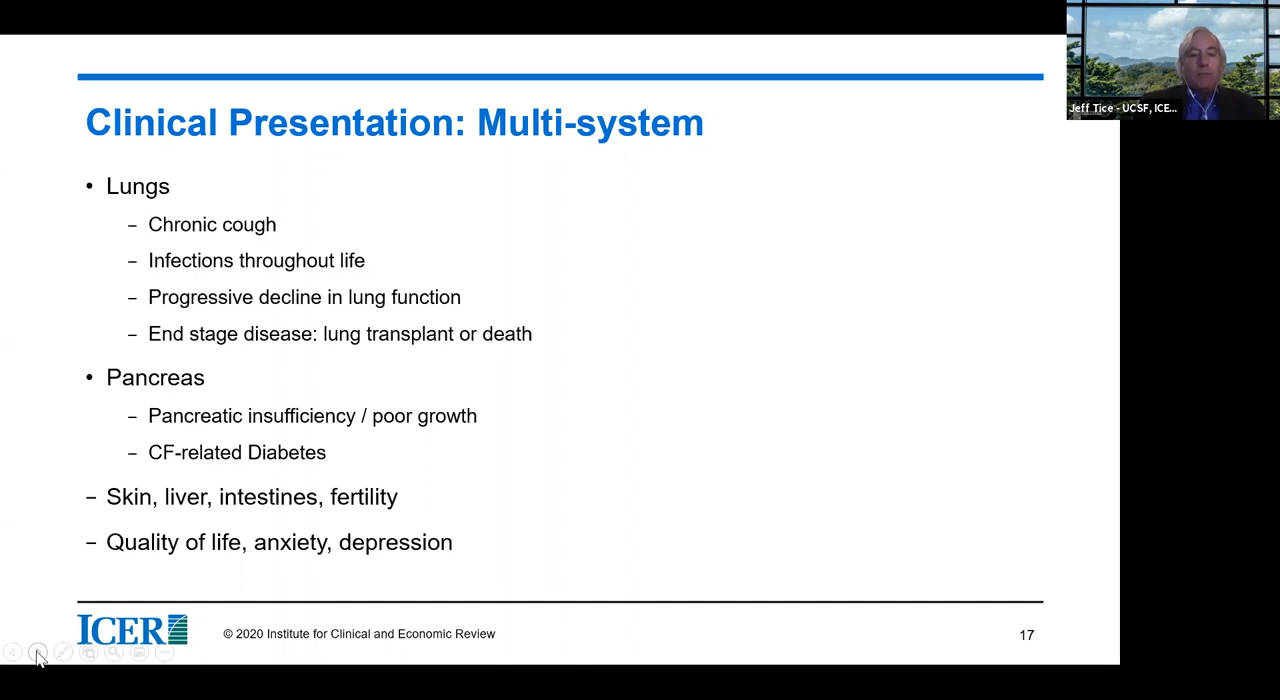 Jeff Tice - UCSF, ICE...
Clinical Presentation: Multi-system
• Lungs
– Chronic cough
– Infections throughout life
– Progressive decline in lung function
– End stage disease: lung transplant or death
• Pancreas
– Pancreatic insufficiency / poor growth
– CF-related Diabetes
– Skin, liver, intestines, fertility
– Quality of life, anxiety, depression
ICER
© 2020 Institute for Clinical and Economic Review
17